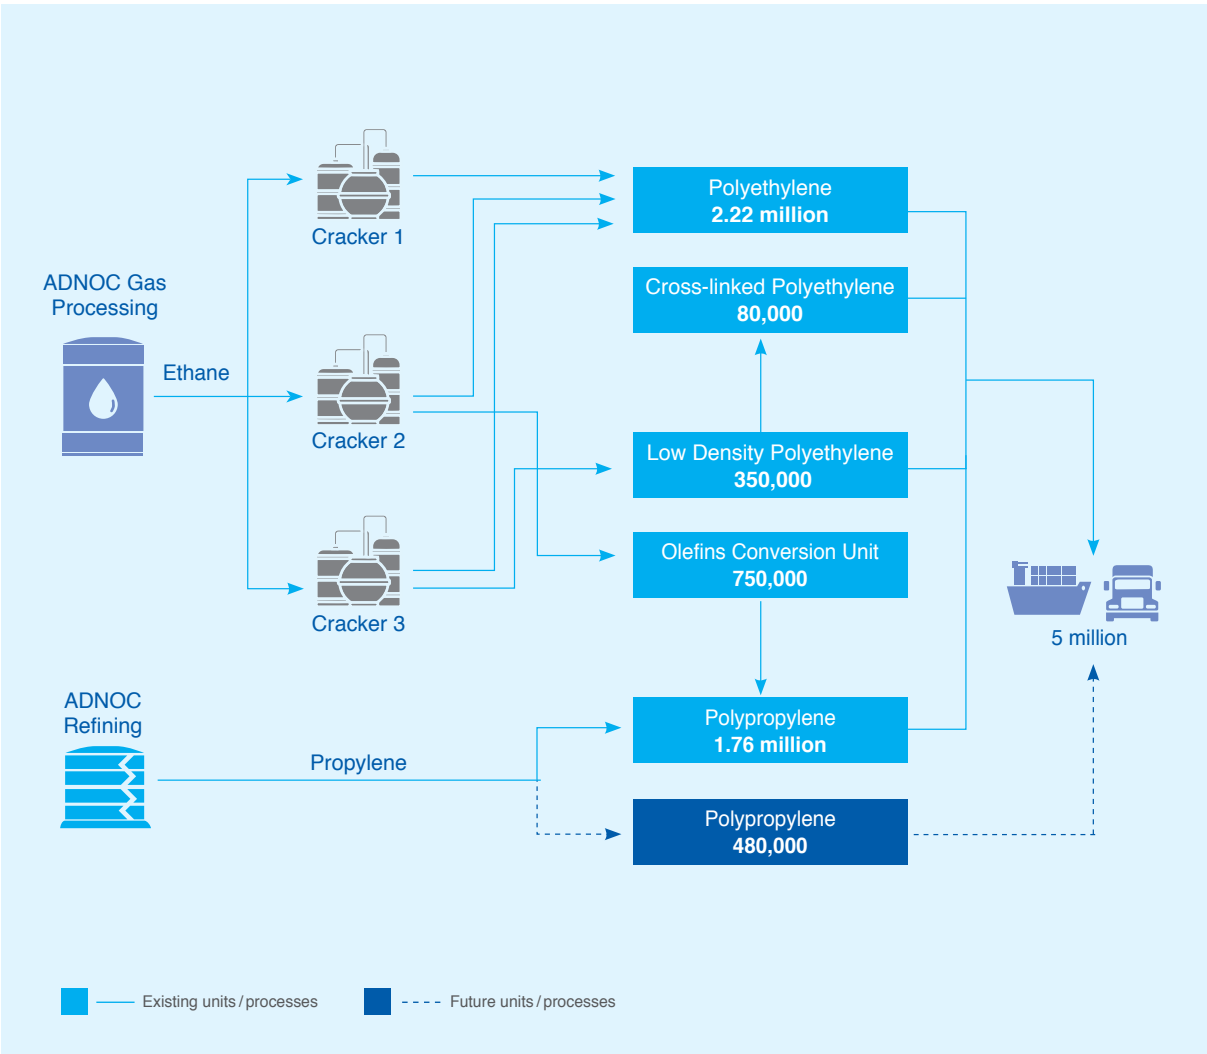 Cracker 1
Polyethylene
2.22 million
ADNOC Gas
Processing
Cross-linked Polyethylene
80,000
Ethane
Cracker 2
Low Density Polyethylene
350,000
Olefins Conversion Unit
750,000
Cracker 3
5 million
ADNOC
Refining
Propylene
Polypropylene
1.76 million
Polypropylene
480,000
Existing units/processes
Future units/processes